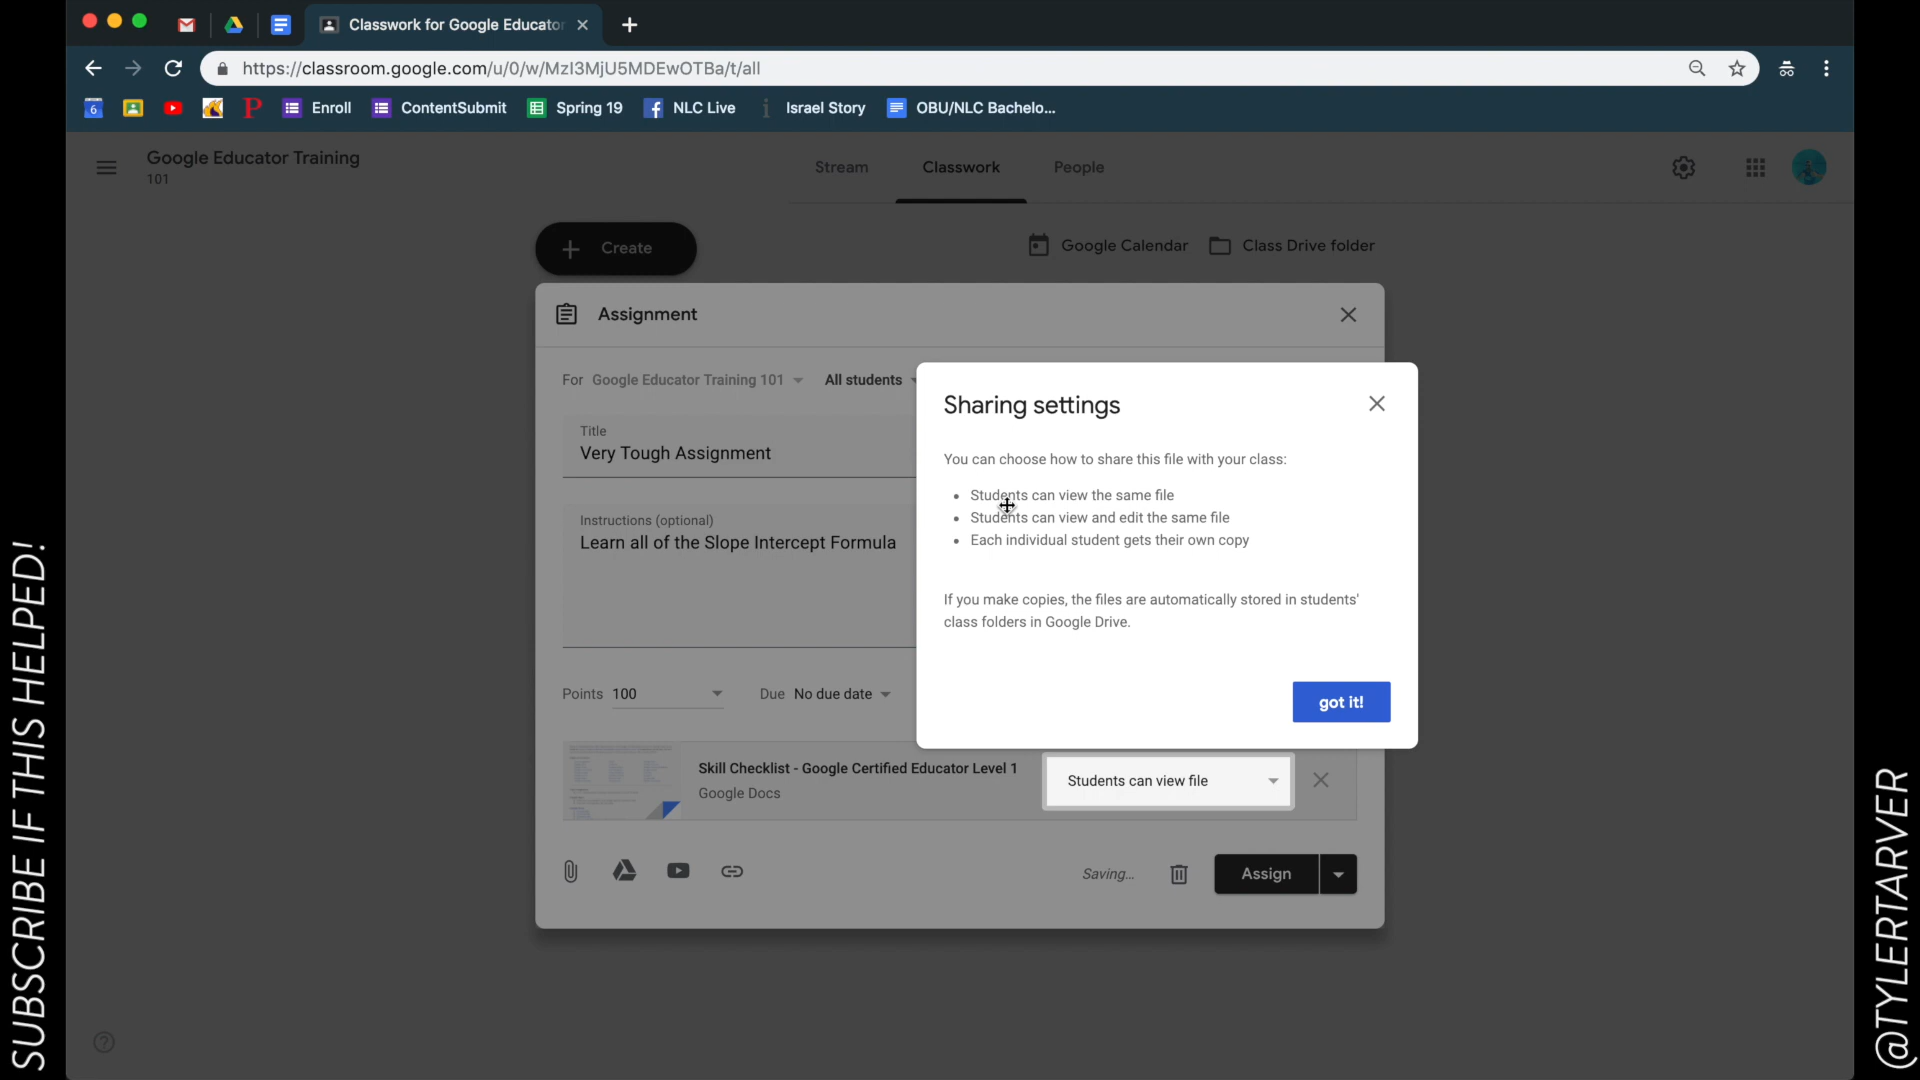 Classwork for Google Educator
https://classroom.google.com/u/0/w/MzI3MjU5MDEwOTBa/t/all
6
Enroll
ContentSubmit
Spring 19
NLC Live
Israel Story
OBU/NLC Bachelo...
Google Educator Training
101
Stream
Classwork
People
Create
Google Calendar
Class Drive folder
Assignment
For Google Educator Training 101
All students
Title
Very Tough Assignment
Instructions (optional)
Learn all of the Slope Intercept Formula
Sharing settings
You can choose how to share this file with your class:
• Students can view the same file
• Students can view and edit the same file
• Each individual student gets their own copy
If you make copies, the files are automatically stored in students'
class folders in Google Drive.
got it!
Points 100
Due No due date
Skill Checklist - Google Certified Educator Level 1
Google Docs
Students can view file
Saving...
Assign
SUBSCRIBE IF THIS HELPED!
@TYLERTARVER